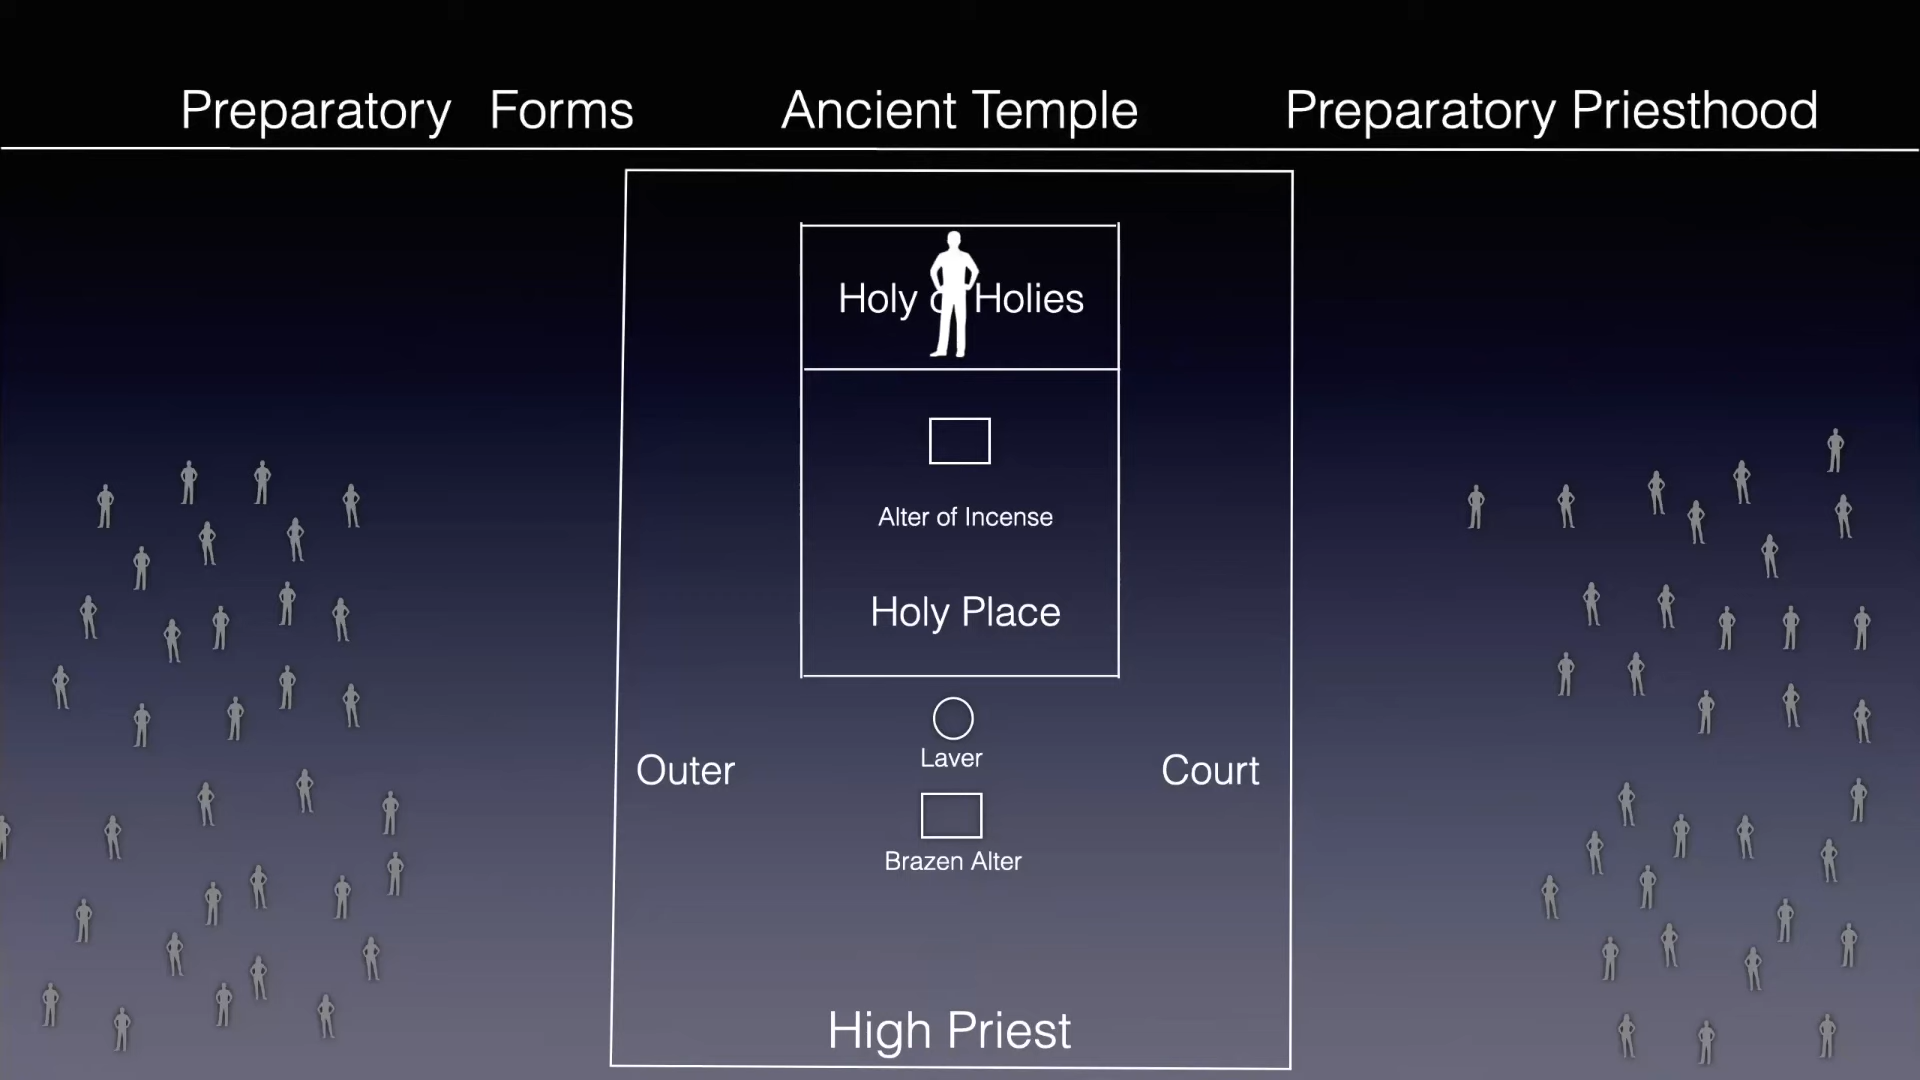 Preparatory Forms Ancient Temple Preparatory Priesthood
Holy Holies
Alter of Incense
Holy Place
Laver
Outer Court
Brazen Alter
High Priest